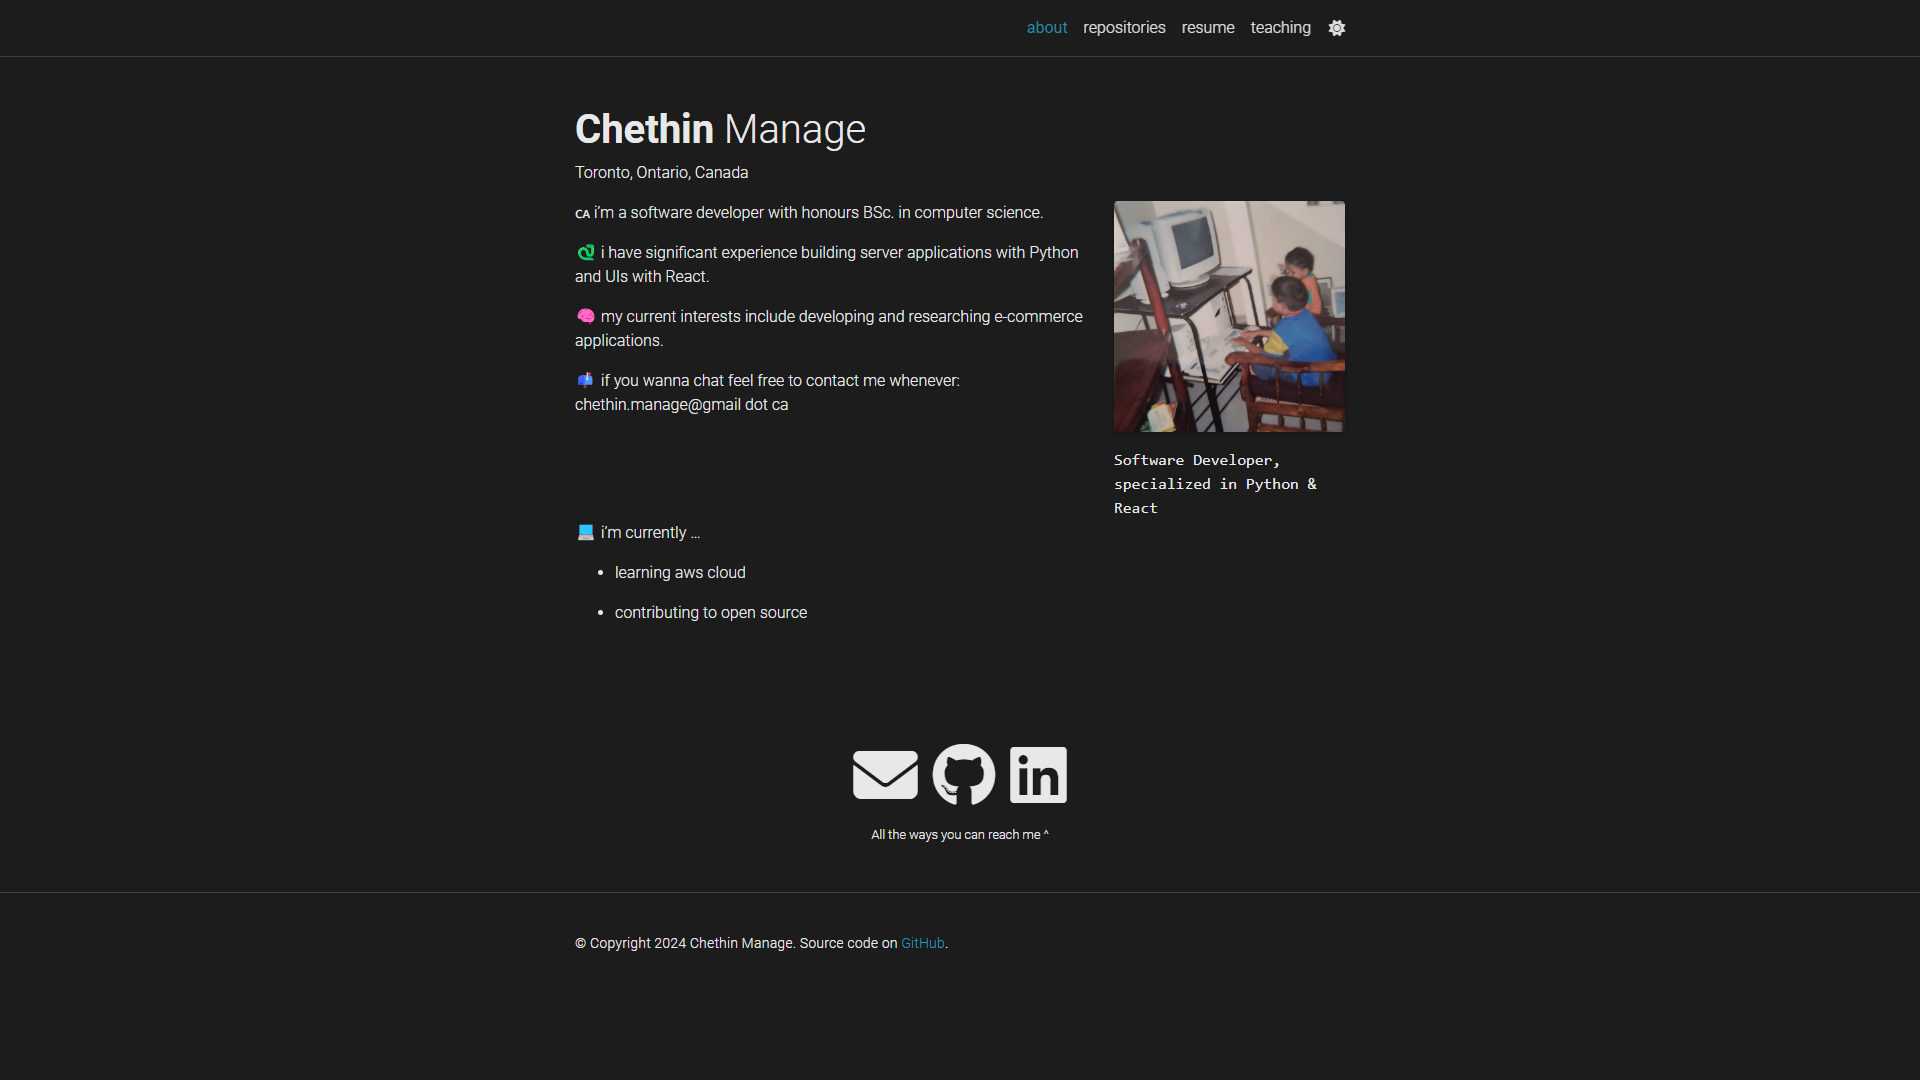 about repositories resume teaching
Chethin Manage
Toronto, Ontario, Canada
CA i’m a software developer with honours BSc. in computer science.
i have significant experience building server applications with Python
and UIs with React.
my current interests include developing and researching e-commerce
applications.
if you wanna chat feel free to contact me whenever:
chethin.manage@gmail dot ca
Software Developer,
specialized in Python &
React
i’m currently …
• learning aws cloud
• contributing to open source
in
All the ways you can reach me ^
© Copyright 2024 Chethin Manage. Source code on GitHub.